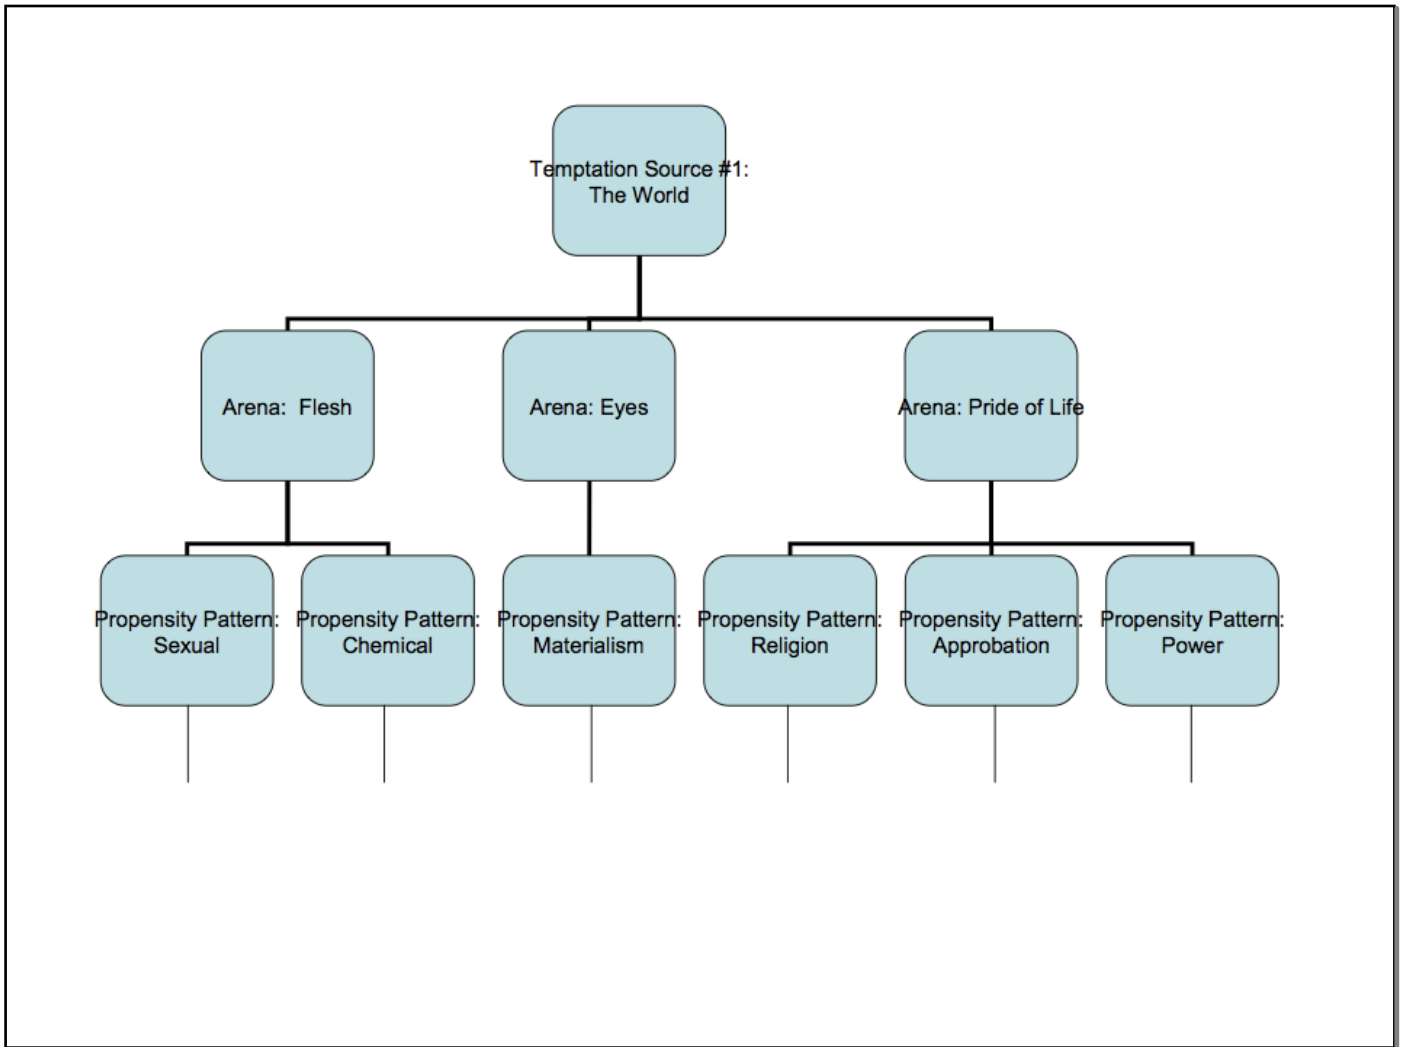 Temptation Source #1:
The World
Arena:  Flesh
Arena: Eyes
Arena: Pride of Life
Propensity Pattern:
Sexual
Propensity Pattern:
Chemical
Propensity Pattern:
Materialism
Propensity Pattern:
Religion
Propensity Pattern:
Approbation
Propensity Pattern:
Power